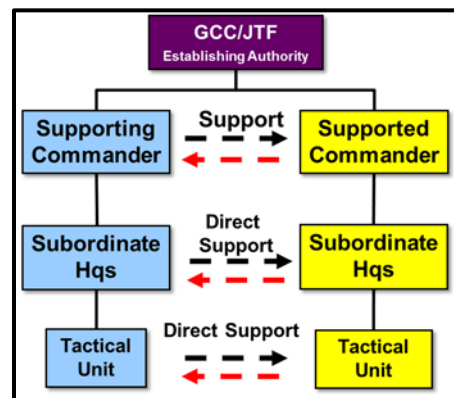 GCC/JTF
Establishing Authority
Supporting
Commander
Support
Supported
Commander
Subordinate
Hqs
Direct
Support
Subordinate
Hqs
Tactical
Unit
Direct Support
Tactical
Unit